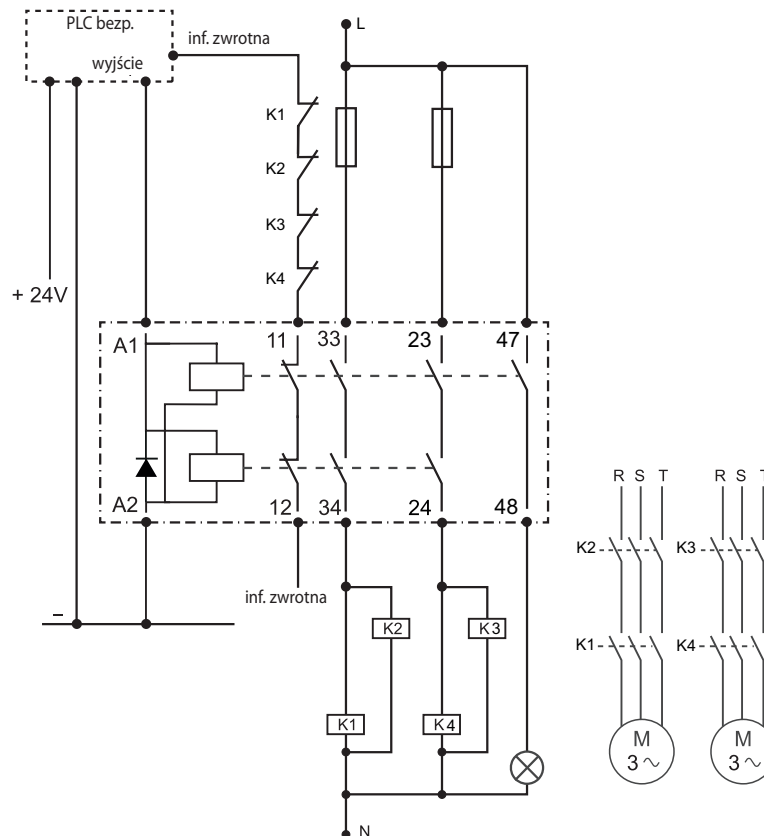 PLC bezp.
wyjście
inf. zwrotna
L
K1
K2
K3
K4
+ 24V
A1
11
33
23
47
A2
12
34
24
48
inf. zwrotna
–
K2
K3
K1
K4
N
R S T
R S T
K2
K3
K1
K4
M
3 ~
M
3 ~